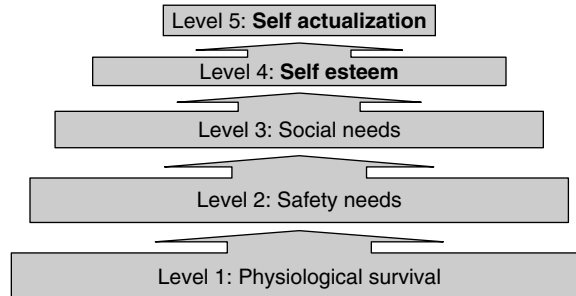 Level 5: Self actualization
Level 4: Self esteem
Level 3: Social needs
Level 2: Safety needs
Level 1: Physiological survival